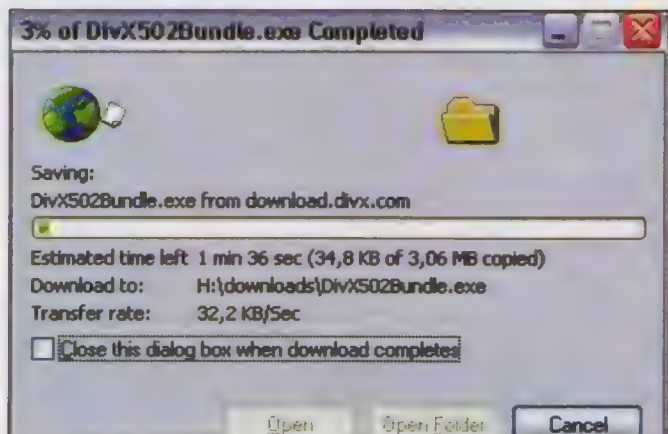 3% of DivX502Bundle.exe Completed
Saving:
DivX502Bundle.exe from download.divx.com
Estimated time left 1 min 36 sec (34,8 KB of 3,06 MB copied)
Download to: H:\downloads\DivX502Bundle.exe
Transfer rate: 32,2 KB/Sec
Close this dialog box when download completes
Open Open Folder Cancel